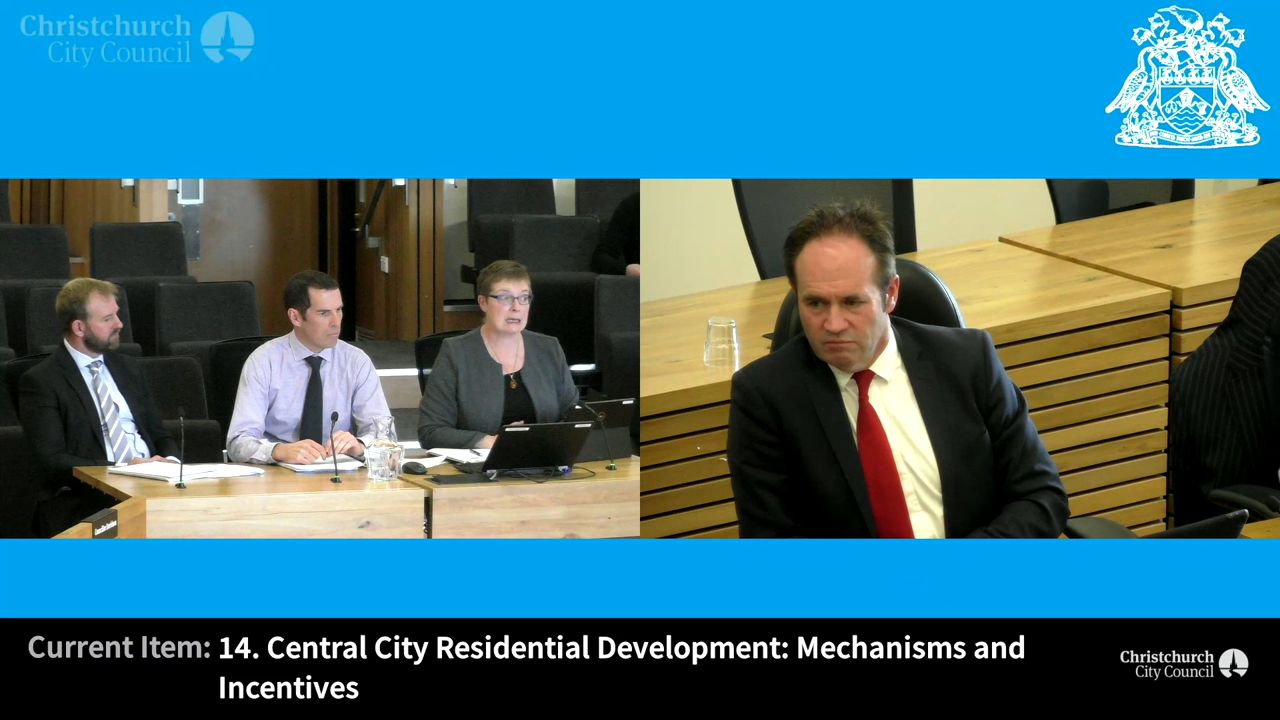 Christchurch
City Council
Current Item: 14. Central City Residential Development: Mechanisms and
Incentives
Christchurch
City Council